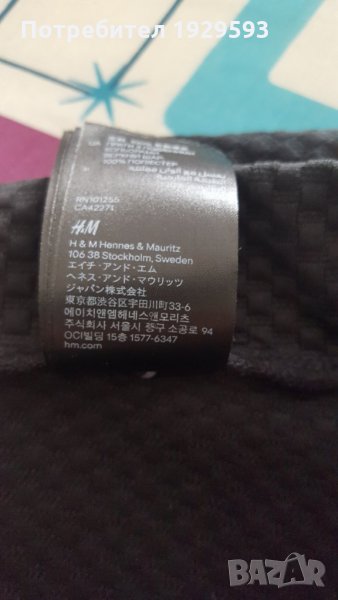 Потребител 1929593
100% ПОЛИЕСТЕР
RN101255
CA42271
H&M
H & M Hennes & Mauritz
106 38 Stockholm, Sweden
エイチ・アンド・エム
ヘネス・アンド・マウリッツ
ジャパン株式会社
東京都渋谷区宇田川町33-6
에이치앤엠헤네스앤모리츠
주식회사 서울시 중구 소공로 94
OCI빌딩 15층 1577-6347
hm.com
BAZAR